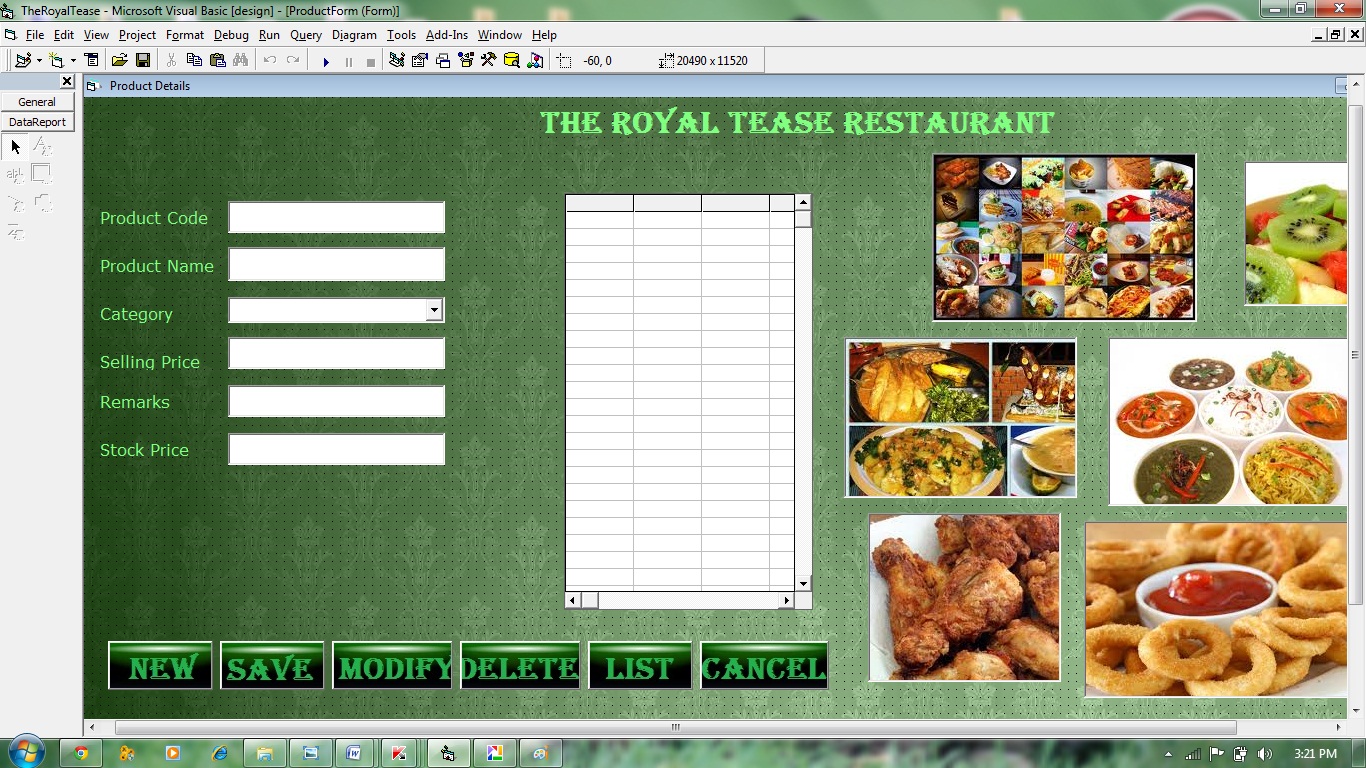 TheRoyalTease - Microsoft Visual Basic [design] - [ProductForm (Form)]
File Edit View Project Format Debug Run Query Diagram Tools Add-Ins Window Help
-60, 0 20490 x 11520
General
DataReport
Product Details
THE ROYAL TEASE RESTAURANT
Product Code
Product Name
Category
Selling Price
Remarks
Stock Price
NEW SAVE MODIFY DELETE LIST CANCEL
3:21 PM